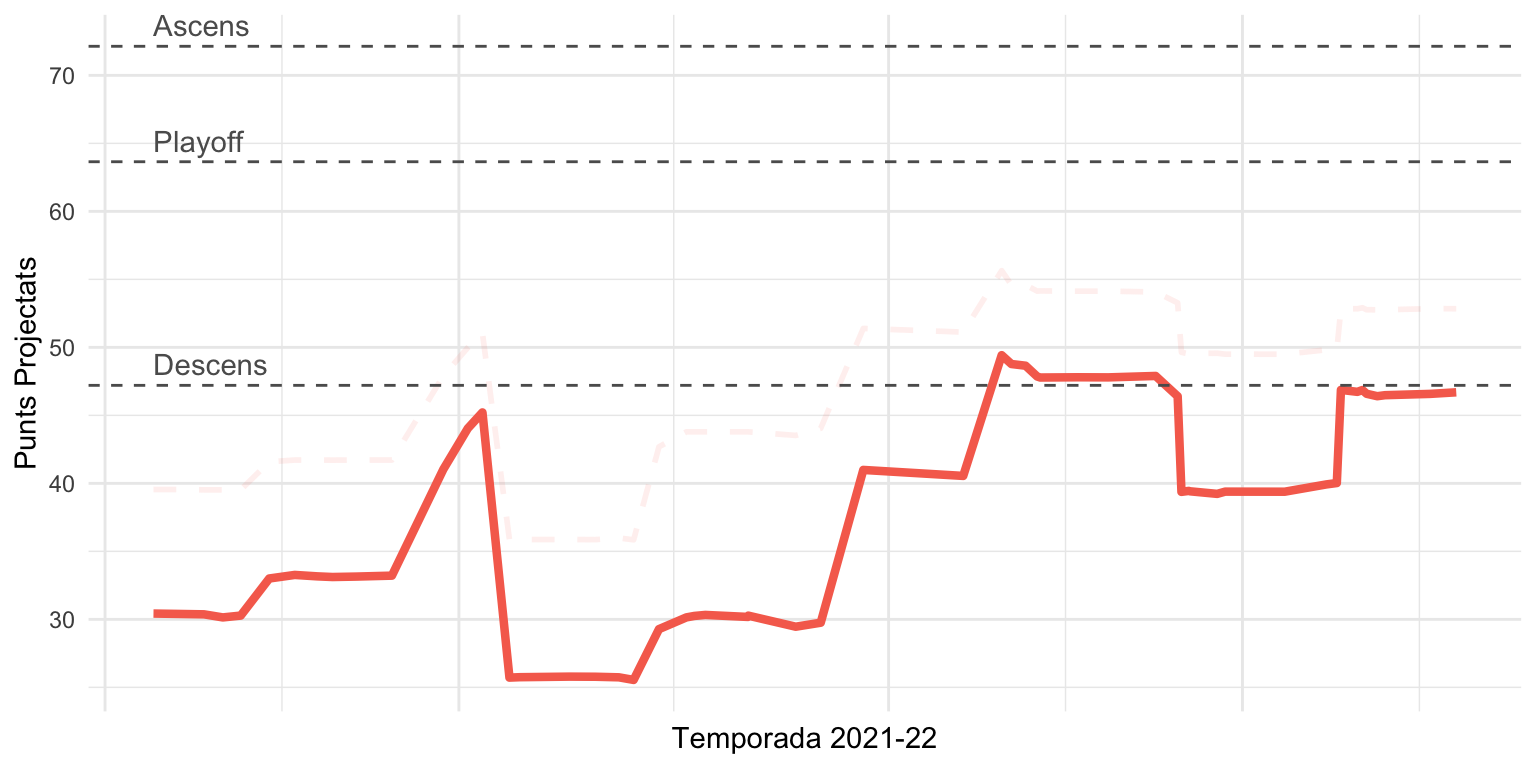 Ascens
70
Playoff
60
50
Descens
40
30
Punts Projectats
Temporada 2021-22